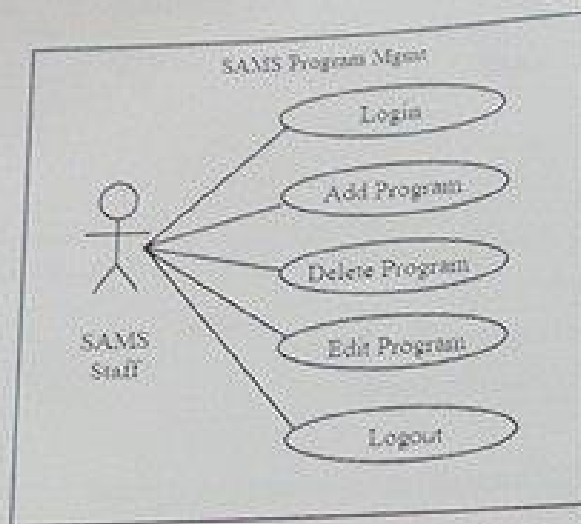 SAMS Program Mgmt
Login
Add Program
Delete Program
Edit Program
Logout
SAMS
Staff